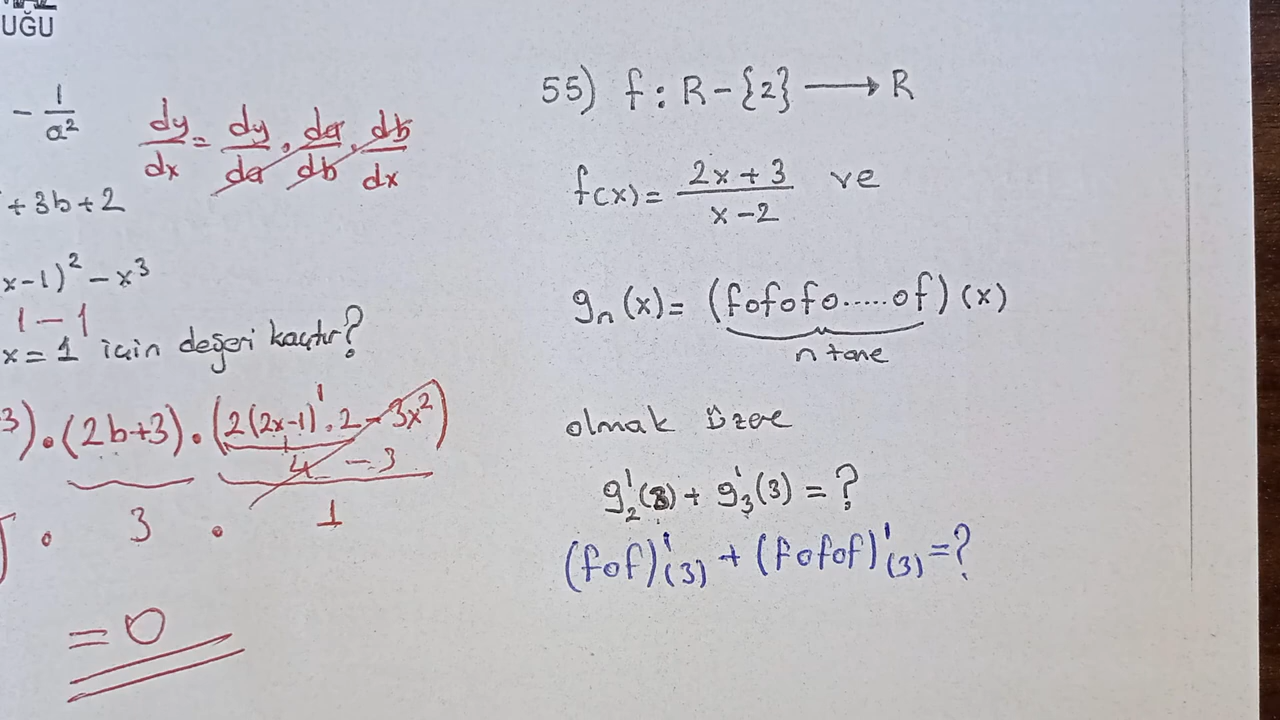 UĞU
- 1/a²
dy/dx = dy/da . da/db . db/dx
+ 3b + 2
x-1)² - x³
1 - 1
x = 1 için değeri kaçtır?
3) . (2b+3) . (2(2x-1)¹ . 2 - 3x²)
4 - 3
. 3 . 1
= 0
55) f : R - {2} ⟶ R
f(x) = 2x + 3 / x - 2 ve
gₙ(x) = (fofofo.....of)(x)
n tane
olmak üzere
g₂'(3) + g₃'(3) = ?
(fof)'(3) + (fofof)'(3) = ?